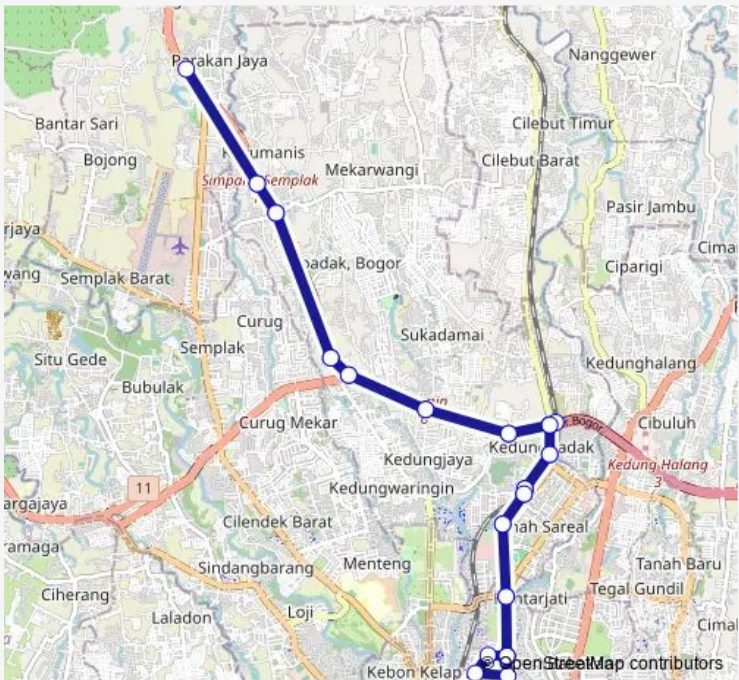 Parakan Jaya
Nanggewer
Bantar Sari
Cilebut Timur
Bojong
Cilebut Barat
Mekarwangi
Pasir Jambu
Ciparigi
Semplak Barat
Curug
Sukadamai
Situ Gede
Semplak
Kedunghalang
Bubulak
Curug Mekar
Cibuluh
Kedungjaya
Kedung Halang
3
11
Kedungwaringin
Cilendek Barat
Tanah Baru
Sindangbarang
Menteng
Tegal Gundil
Ciherang
Loji
Laladon
Kebon Kelap
© OpenStreetMap contributors